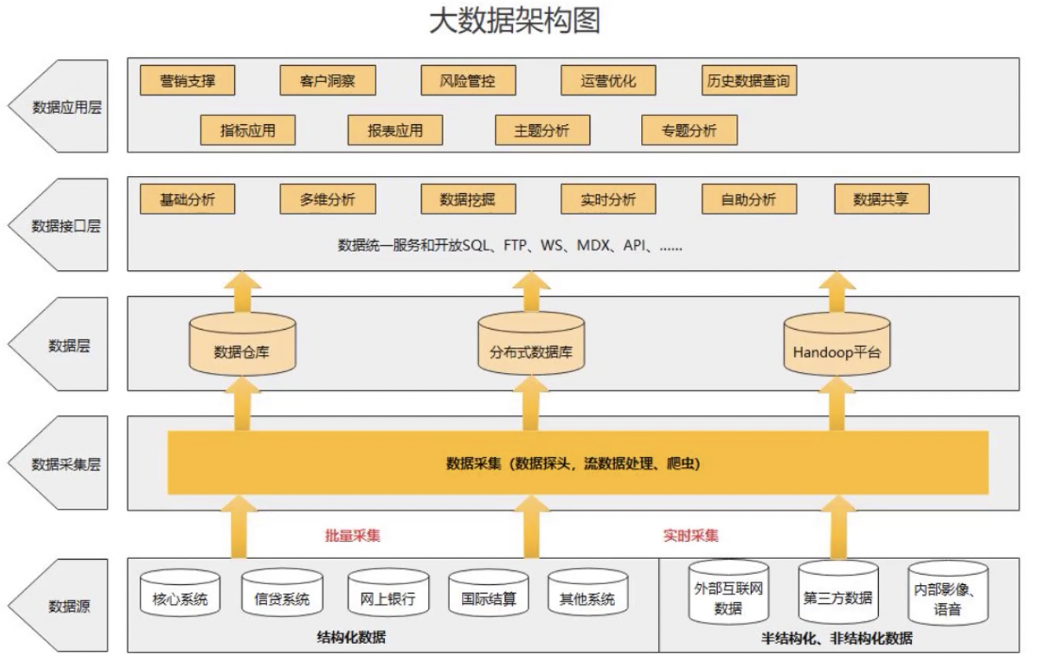 大数据架构图
数据应用层
营销支撑
客户洞察
风险管控
运营优化
历史数据查询
指标应用
报表应用
主题分析
专题分析
数据接口层
基础分析
多维分析
数据挖掘
实时分析
自助分析
数据共享
数据统一服务和开放SQL、FTP、WS、MDX、API、……
数据层
数据仓库
分布式数据库
Handoop平台
数据采集层
数据采集（数据探头，流数据处理、爬虫）
批量采集
实时采集
数据源
核心系统
信贷系统
网上银行
国际结算
其他系统
结构化数据
外部互联网
数据
第三方数据
内部影像、
语音
半结构化、非结构化数据